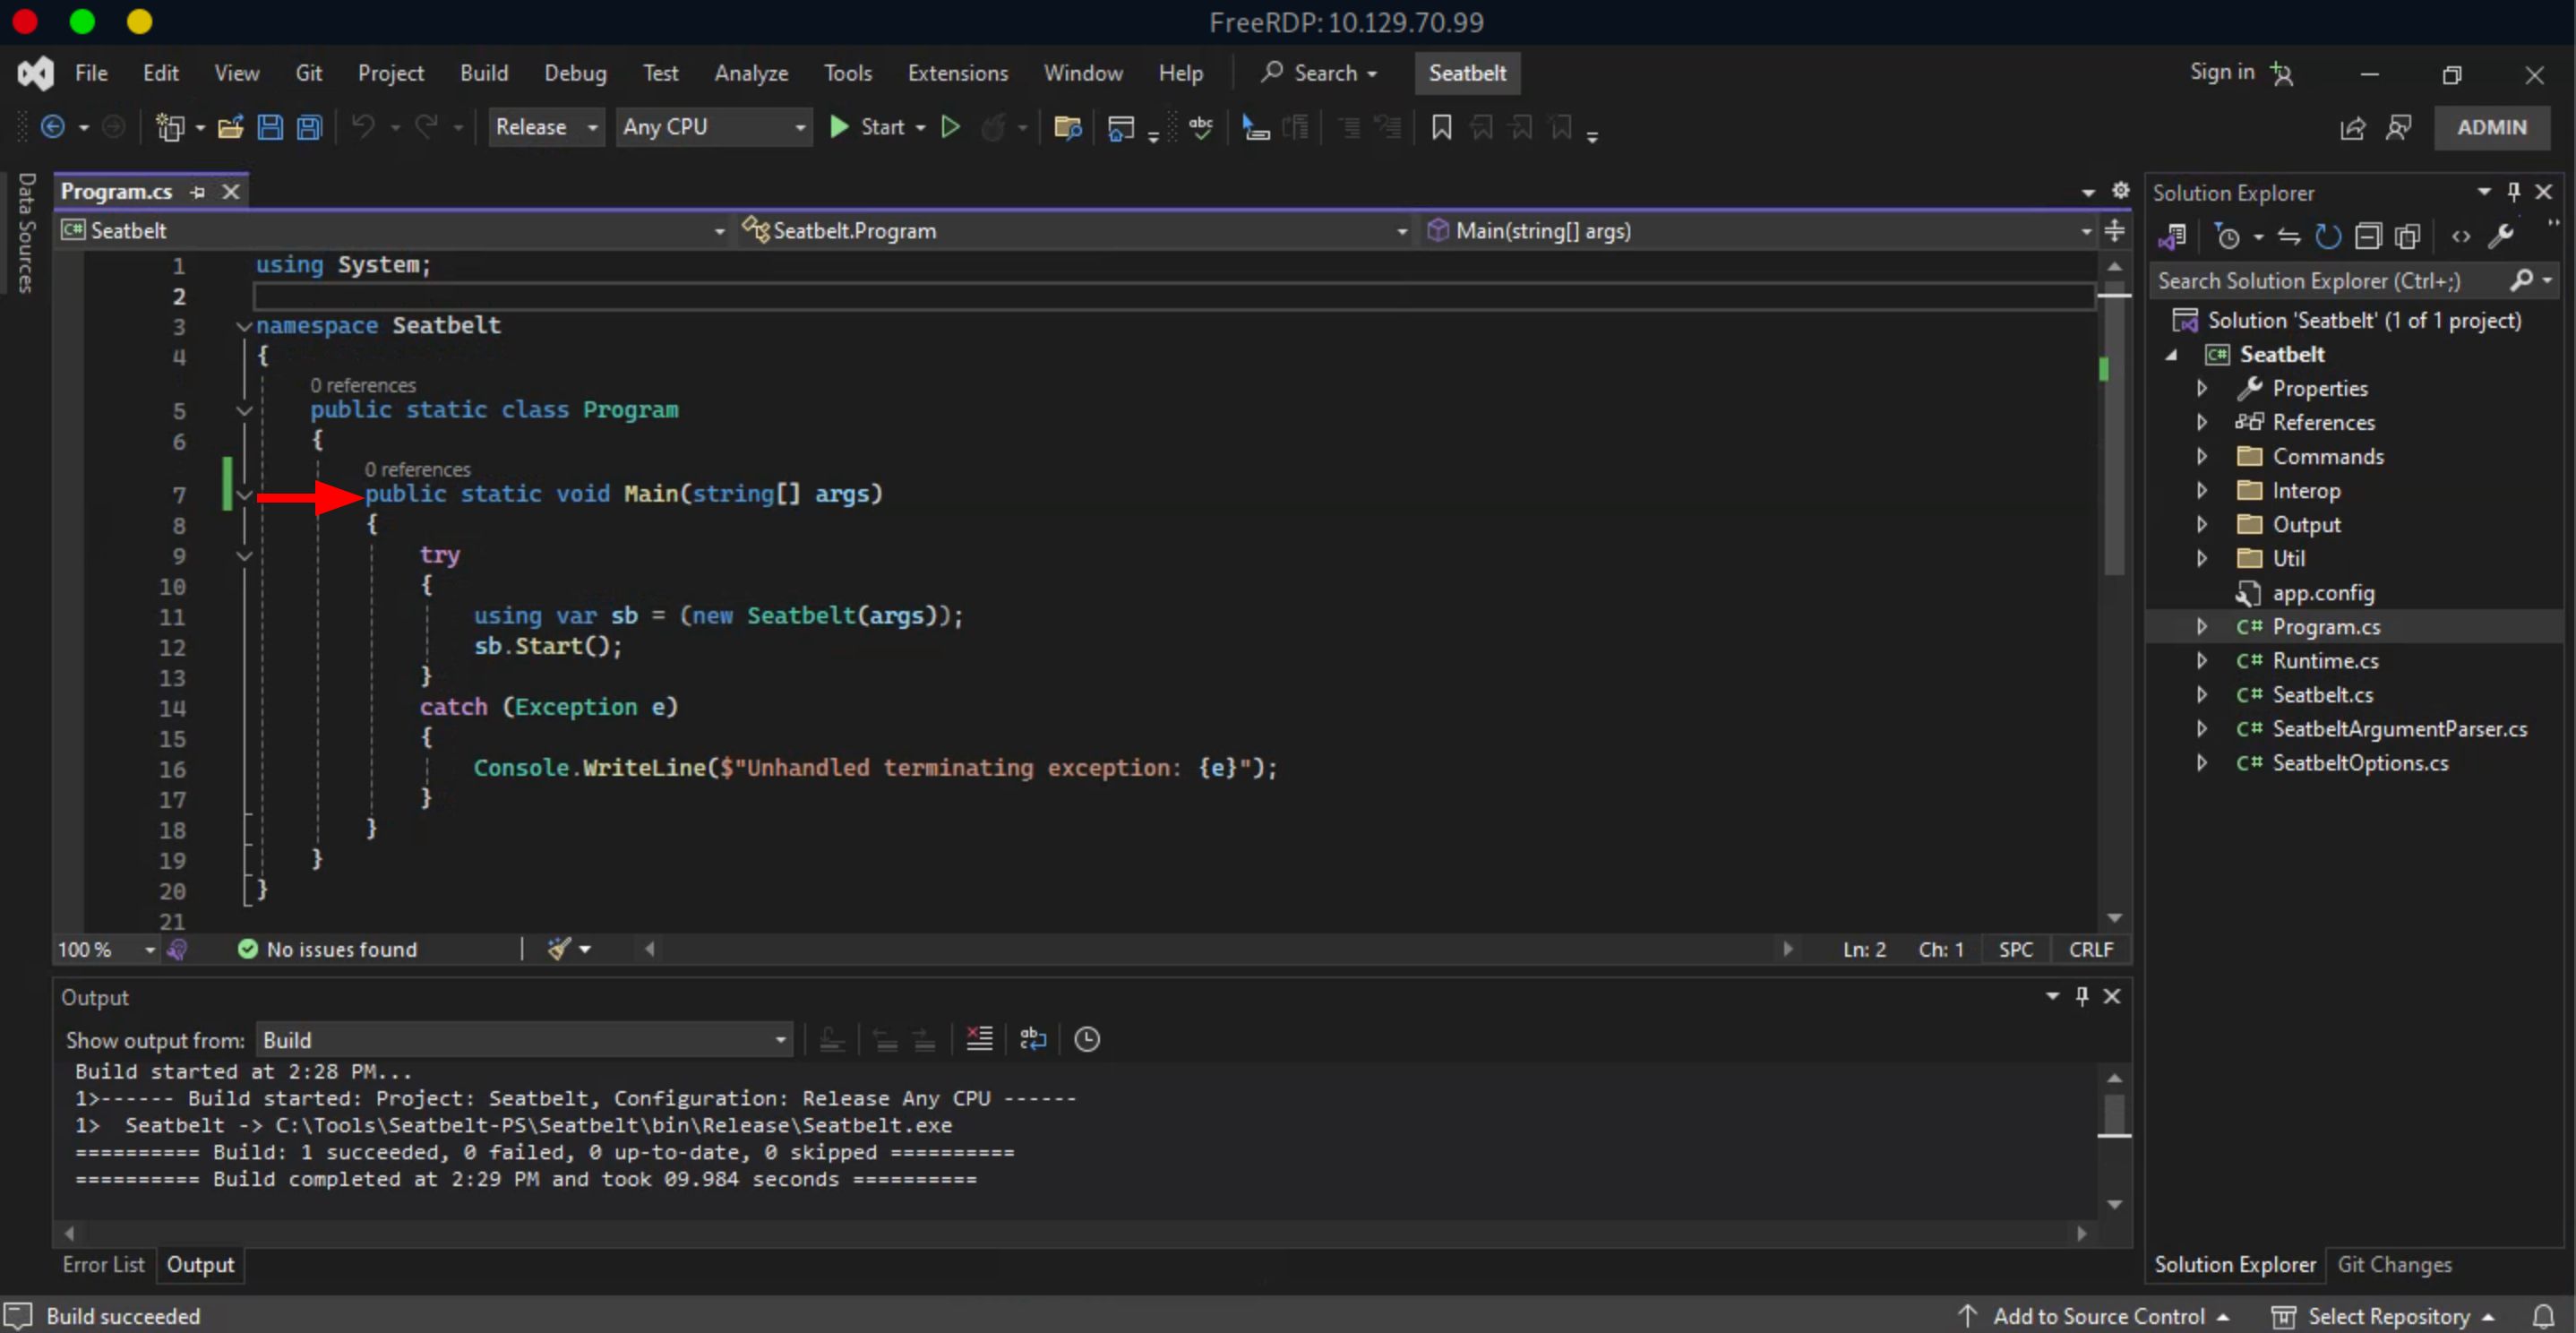 FreeRDP: 10.129.70.99
File Edit View Git Project Build Debug Test Analyze Tools Extensions Window Help Search Seatbelt Sign in
Release Any CPU Start ADMIN
Data Sources
Program.cs
Seatbelt Seatbelt.Program Main(string[] args)
1 using System;
2
3 namespace Seatbelt
4 {
0 references
5 public static class Program
6 {
0 references
7 public static void Main(string[] args)
8 {
9 try
10 {
11 using var sb = (new Seatbelt(args));
12 sb.Start();
13 }
14 catch (Exception e)
15 {
16 Console.WriteLine($"Unhandled terminating exception: {e}");
17 }
18 }
19 }
20 }
21
100 % No issues found Ln: 2 Ch: 1 SPC CRLF
Output
Show output from: Build
Build started at 2:28 PM...
1>------ Build started: Project: Seatbelt, Configuration: Release Any CPU ------
1>  Seatbelt -> C:\Tools\Seatbelt-PS\Seatbelt\bin\Release\Seatbelt.exe
========== Build: 1 succeeded, 0 failed, 0 up-to-date, 0 skipped ==========
========== Build completed at 2:29 PM and took 09.984 seconds ==========
Error List Output
Solution Explorer
Search Solution Explorer (Ctrl+;)
Solution 'Seatbelt' (1 of 1 project)
Seatbelt
Properties
References
Commands
Interop
Output
Util
app.config
C# Program.cs
C# Runtime.cs
C# Seatbelt.cs
C# SeatbeltArgumentParser.cs
C# SeatbeltOptions.cs
Solution Explorer Git Changes
Build succeeded Add to Source Control Select Repository